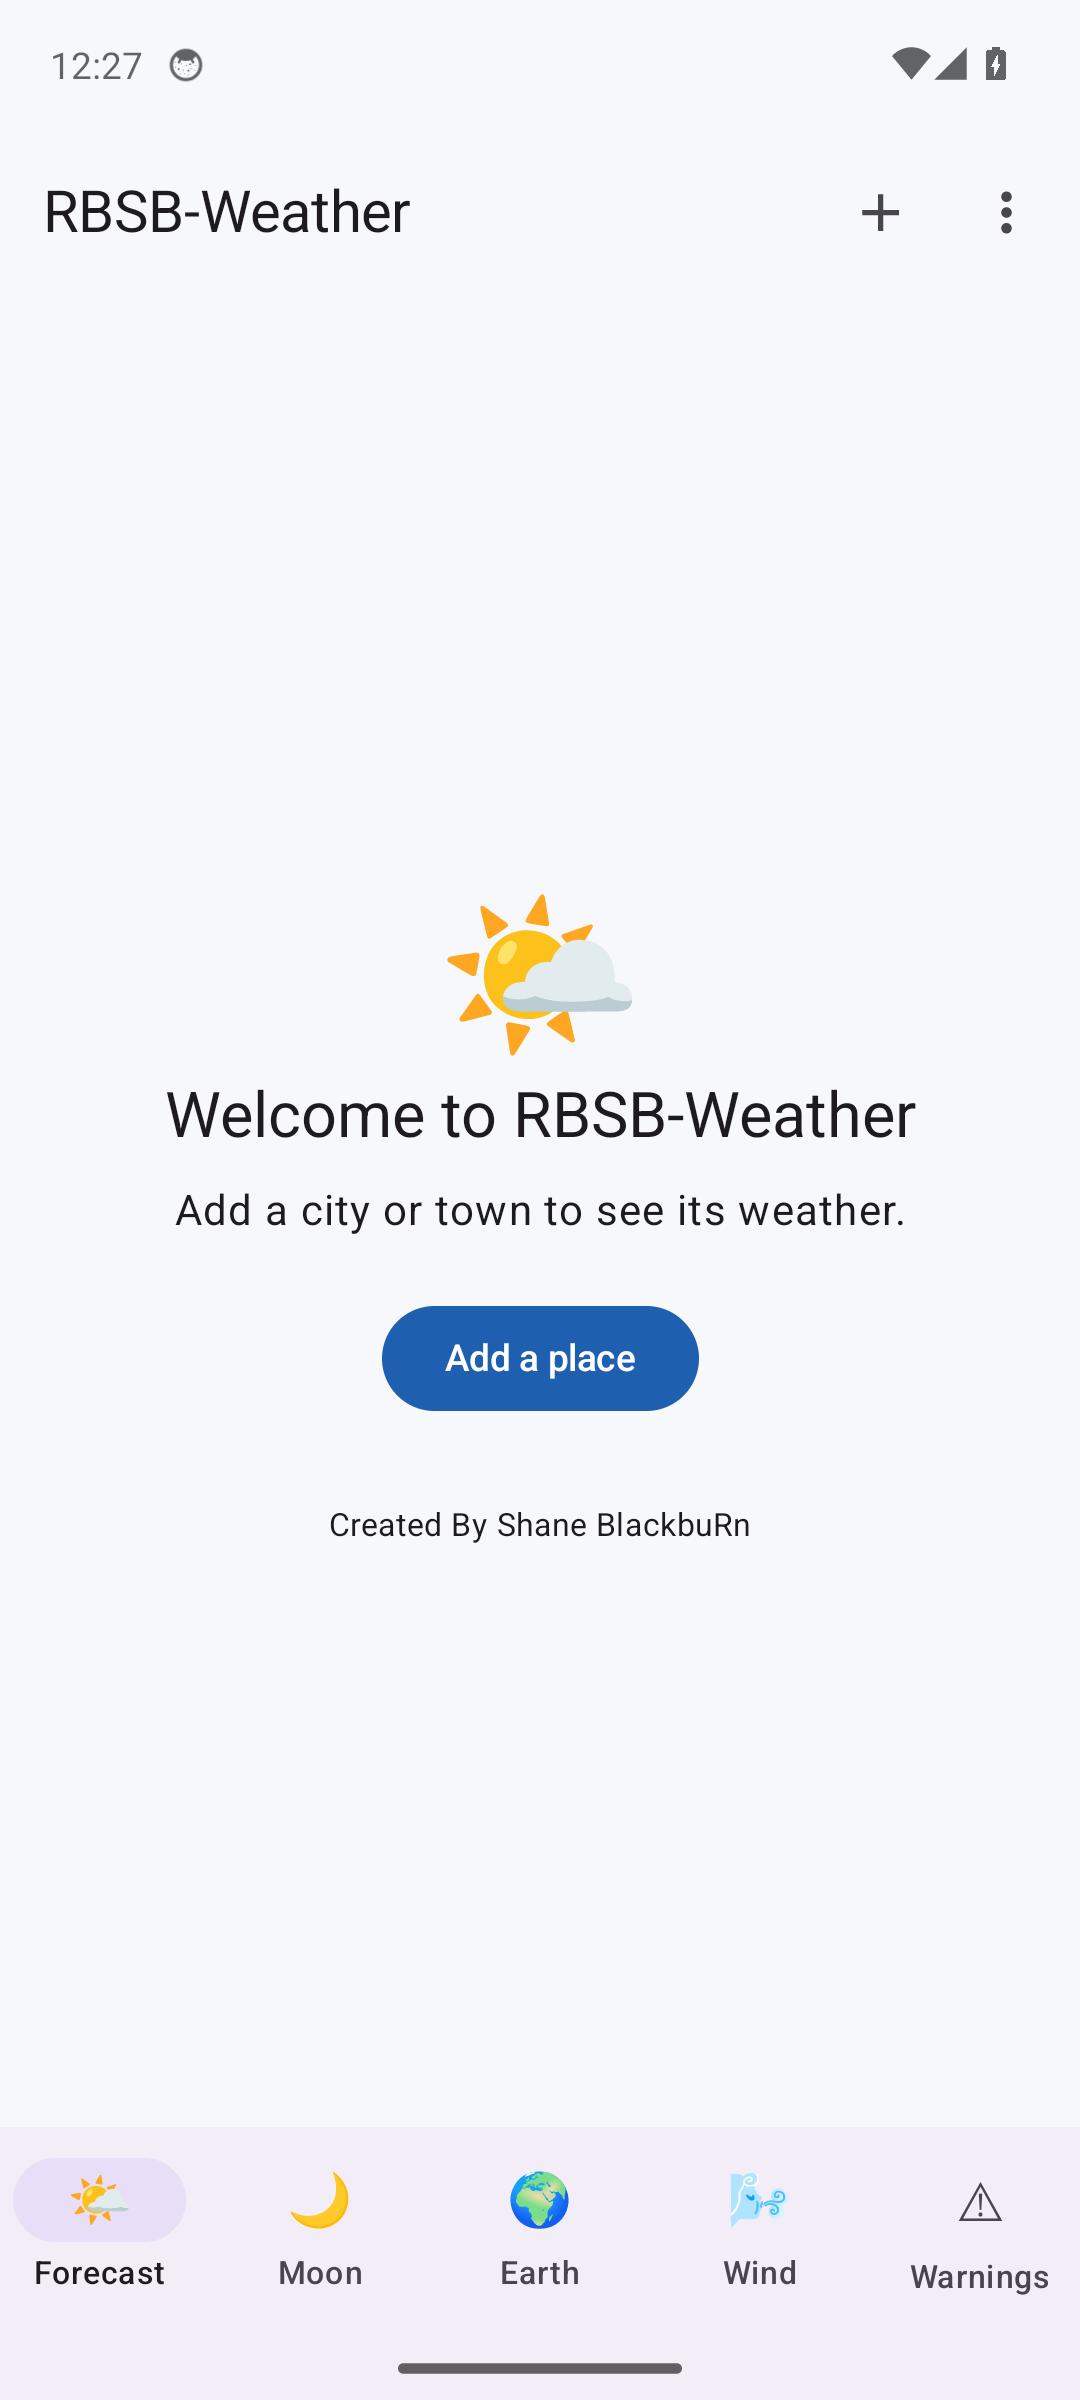 12:27
RBSB-Weather
Welcome to RBSB-Weather
Add a city or town to see its weather.
Add a place
Created By Shane BlackbuRn
Forecast
Moon
Earth
Wind
Warnings